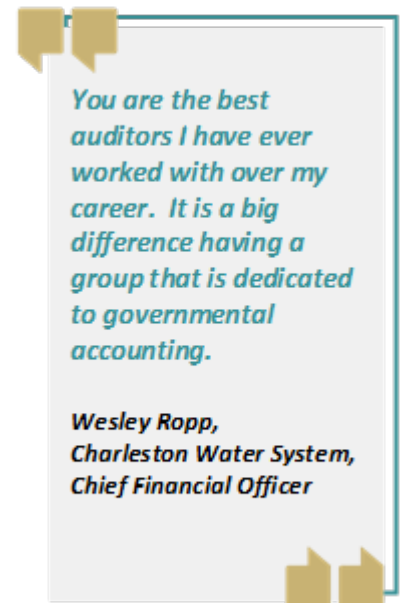 You are the best
auditors I have ever
worked with over my
career.  It is a big
difference having a
group that is dedicated
to governmental
accounting.
Wesley Ropp,
Charleston Water System,
Chief Financial Officer